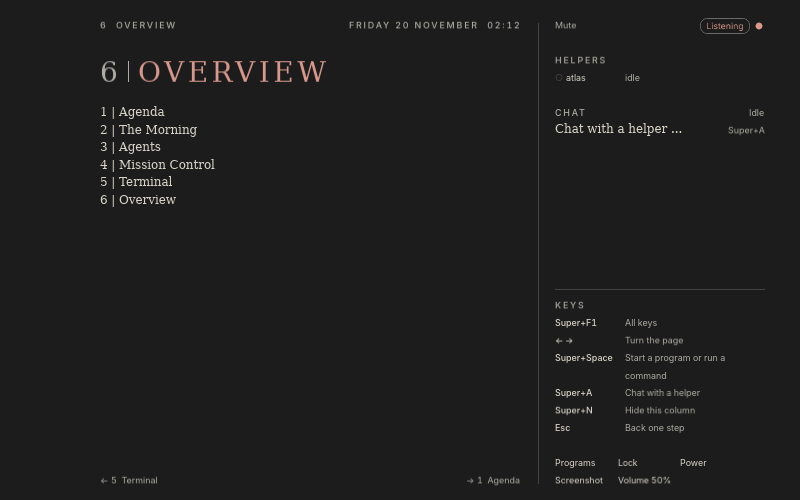 6 OVERVIEW
FRIDAY 20 NOVEMBER 02:12
6 | OVERVIEW
1 | Agenda
2 | The Morning
3 | Agents
4 | Mission Control
5 | Terminal
6 | Overview
← 5 Terminal
→ 1 Agenda
Mute
Listening
HELPERS
atlas idle
CHAT Idle
Chat with a helper ... Super+A
KEYS
Super+F1 All keys
← → Turn the page
Super+Space Start a program or run a
command
Super+A Chat with a helper
Super+N Hide this column
Esc Back one step
Programs Lock Power
Screenshot Volume 50%